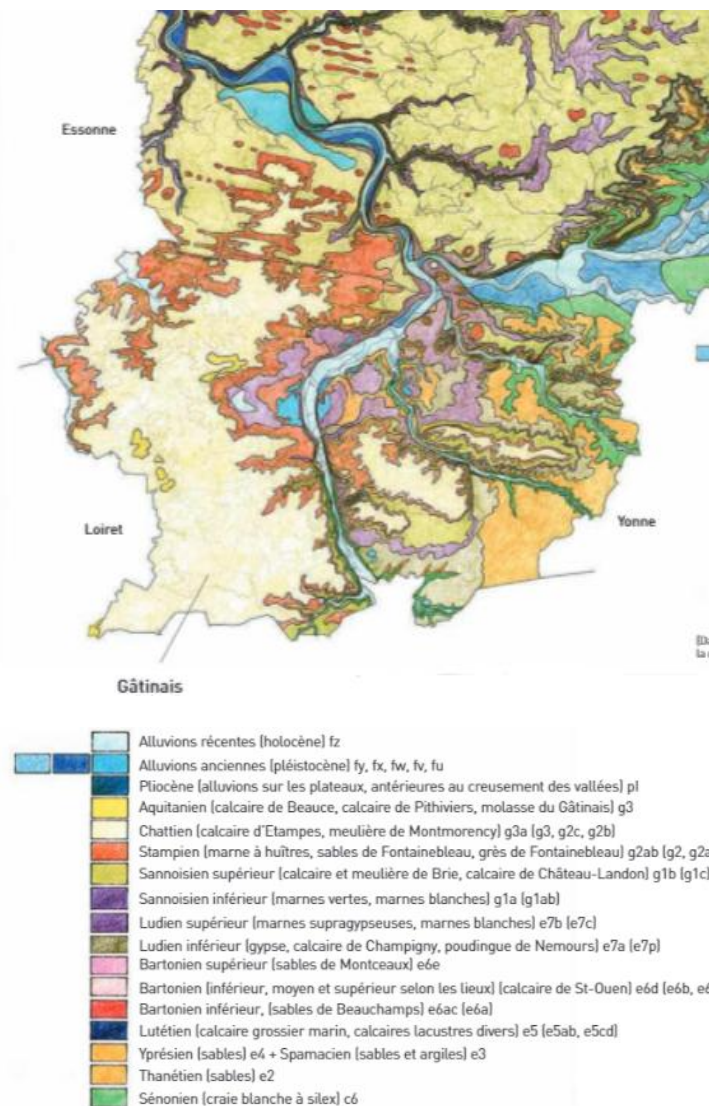 Essonne
Loiret
Yonne
Gâtinais
Alluvions récentes (holocène) fz
Alluvions anciennes (pléistocène) fy, fx, fw, fv, fu
Pliocène (alluvions sur les plateaux, antérieures au creusement des vallées) pl
Aquitanien (calcaire de Beauce, calcaire de Pithiviers, molasse du Gâtinais) g3
Chattien (calcaire d'Etampes, meulière de Montmorency) g3a (g3, g2c, g2b)
Stampien (marne à huîtres, sables de Fontainebleau, grès de Fontainebleau) g2ab (g2, g2a
Sannoisien supérieur (calcaire et meulière de Brie, calcaire de Château-Landon) g1b (g1c)
Sannoisien inférieur (marnes vertes, marnes blanches) g1a (g1ab)
Ludien supérieur (marnes supragypseuses, marnes blanches) e7b (e7c)
Ludien inférieur (gypse, calcaire de Champigny, poudingue de Nemours) e7a (e7p)
Bartonien supérieur (sables de Montceaux) e6e
Bartonien (inférieur, moyen et supérieur selon les lieux) (calcaire de St-Ouen) e6d (e6b, e6
Bartonien inférieur, (sables de Beauchamps) e6ac (e6a)
Lutétien (calcaire grossier marin, calcaires lacustres divers) e5 (e5ab, e5cd)
Yprésien (sables) e4 + Sparnacien (sables et argiles) e3
Thanétien (sables) e2
Sénonien (craie blanche à silex) c6